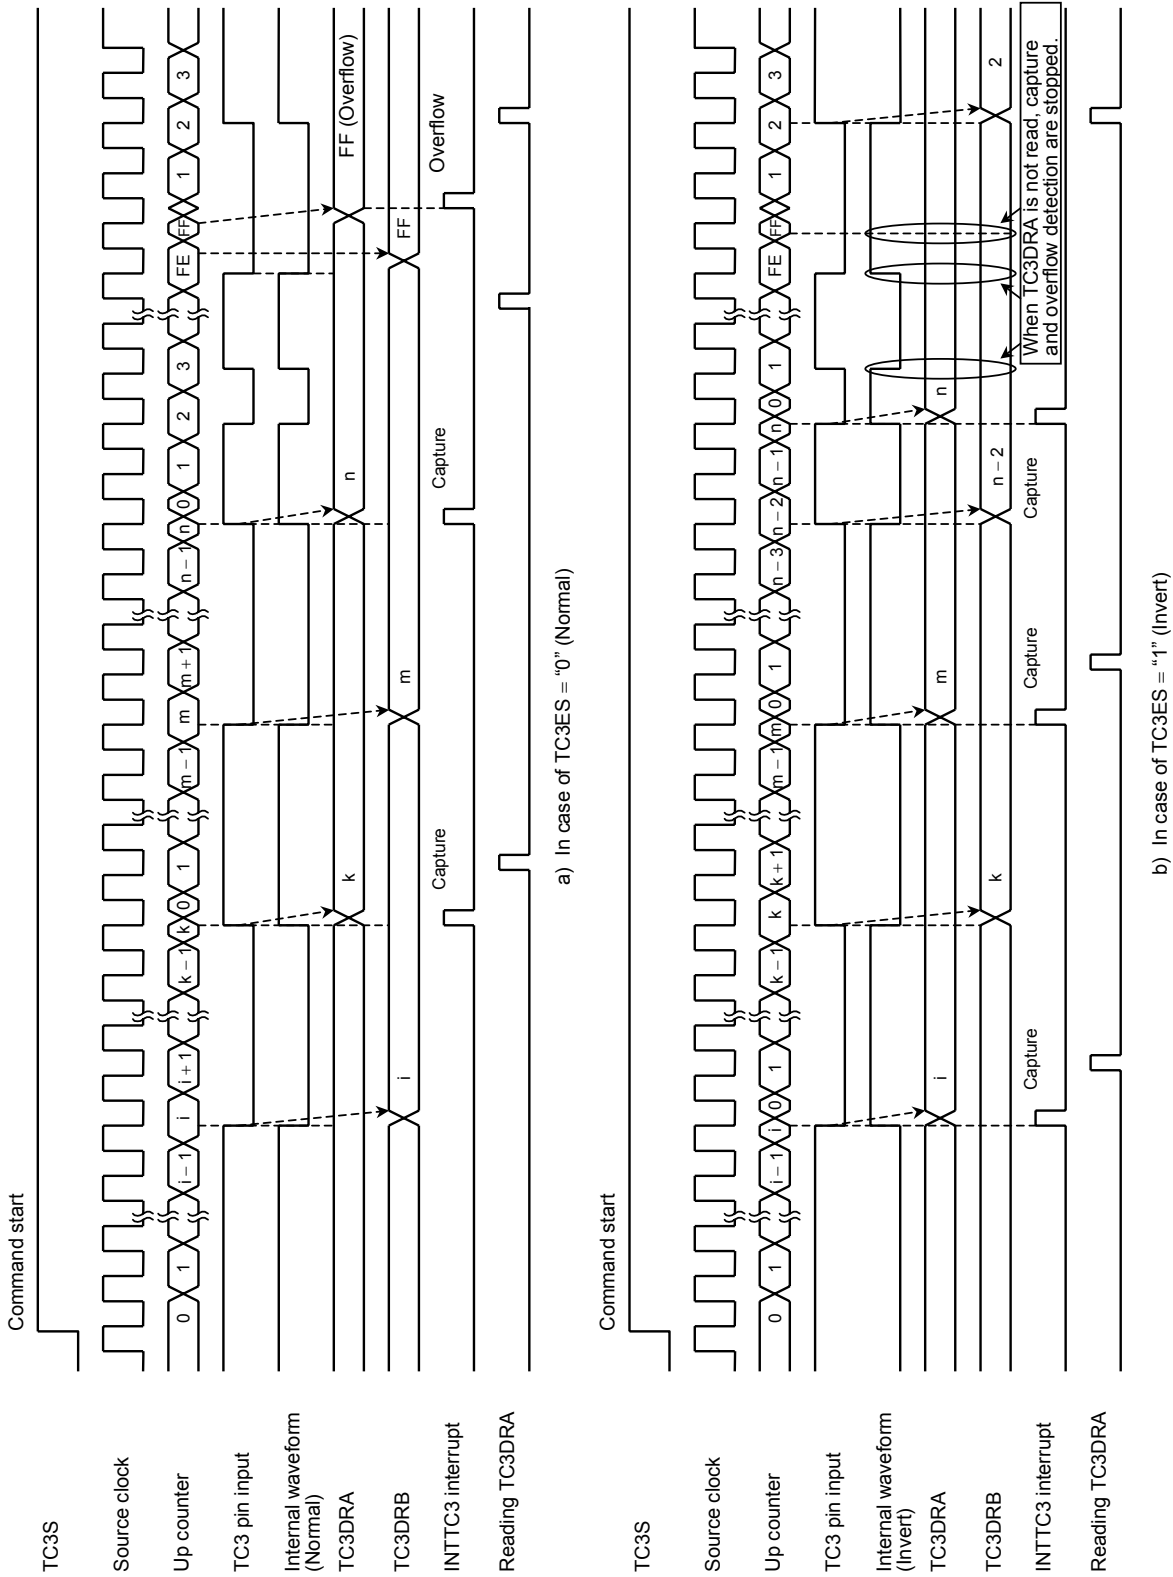 Command start
TC3S
Source clock
Up counter
0 1 i – 1 i i + 1 k – 1 k 0 1 m – 1 m m + 1 n – 1 n 0 1 2 3 FE FF 1 2 3
TC3 pin input
Internal waveform
(Normal)
TC3DRA
k n FF (Overflow)
TC3DRB
i m FF
INTTC3 interrupt
Capture Capture Overflow
Reading TC3DRA
a) In case of TC3ES = “0” (Normal)
Command start
TC3S
Source clock
Up counter
0 1 i – 1 i 0 1 k – 1 k k + 1 m – 1 m 0 1 n – 3 n – 2 n – 1 n 0 1 FE FF 1 2 3
TC3 pin input
Internal waveform
(Invert)
TC3DRA
i m n
TC3DRB
k n – 2 2
INTTC3 interrupt
Capture Capture Capture
When TC3DRA is not read, capture
and overflow detection are stopped.
Reading TC3DRA
b) In case of TC3ES = “1” (Invert)